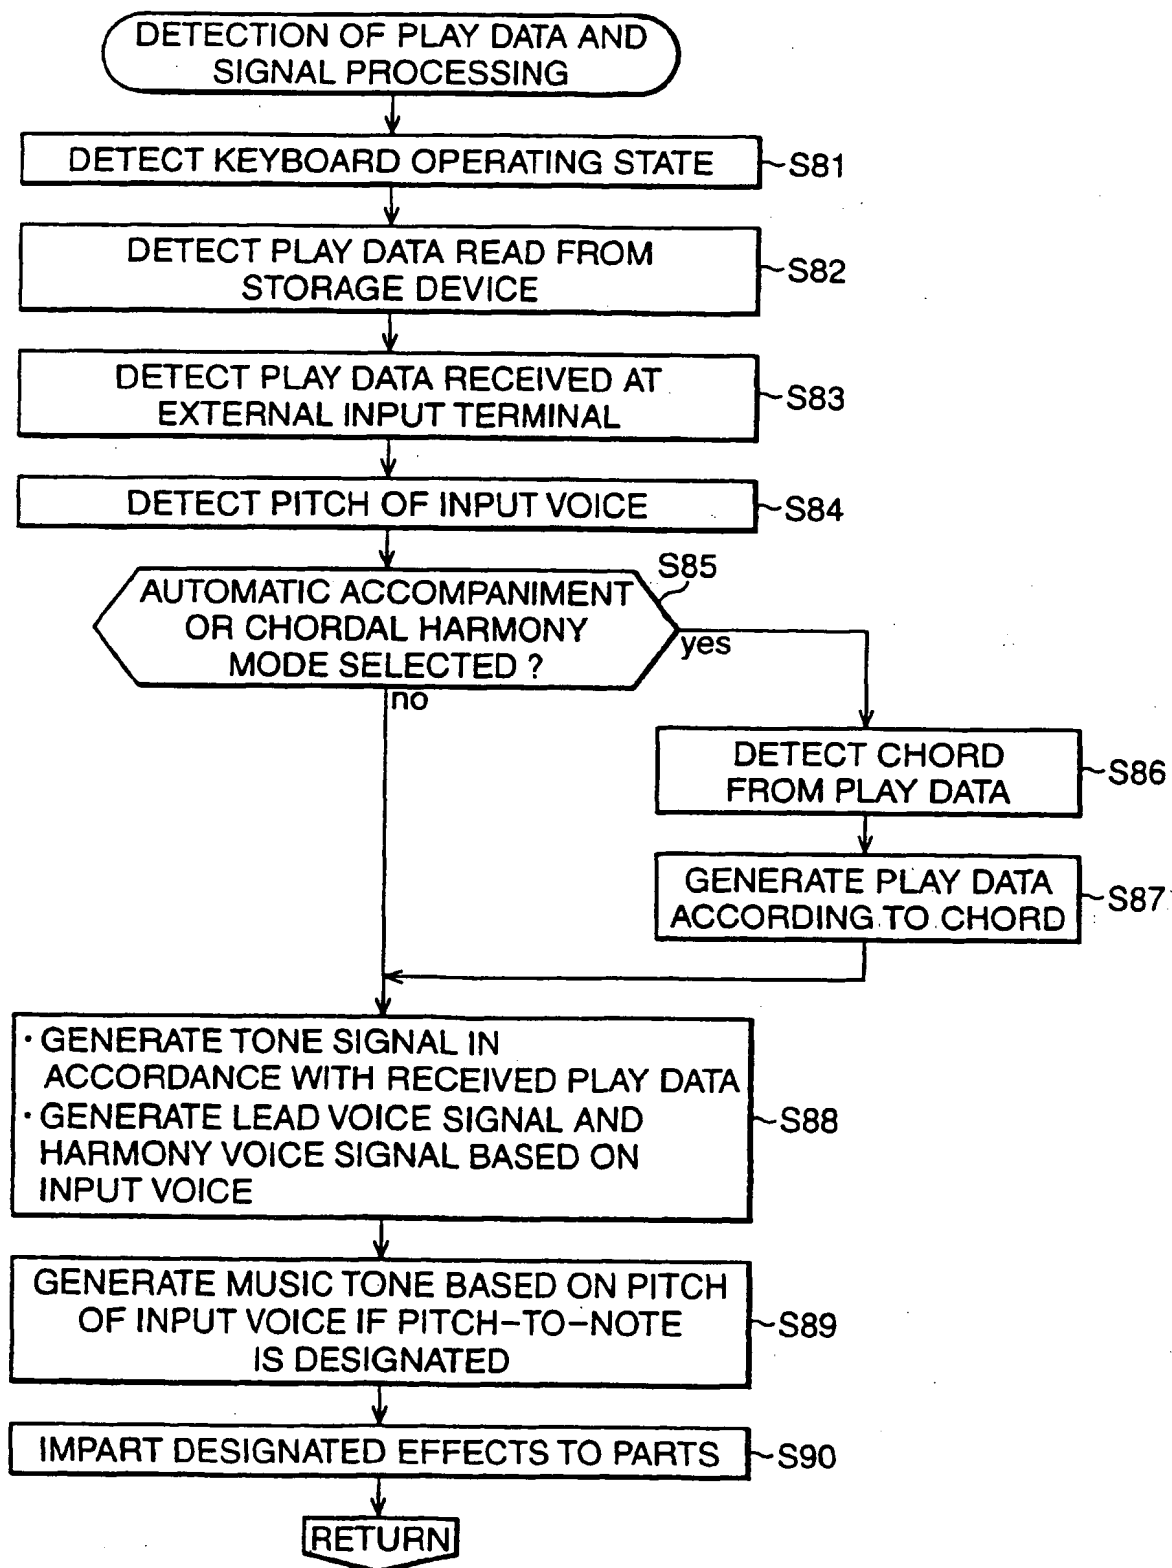 DETECTION OF PLAY DATA AND
SIGNAL PROCESSING
DETECT KEYBOARD OPERATING STATE
S81
DETECT PLAY DATA READ FROM
STORAGE DEVICE
S82
DETECT PLAY DATA RECEIVED AT
EXTERNAL INPUT TERMINAL
S83
DETECT PITCH OF INPUT VOICE
S84
S85
AUTOMATIC ACCOMPANIMENT
OR CHORDAL HARMONY
MODE SELECTED ?
yes
no
DETECT CHORD
FROM PLAY DATA
S86
GENERATE PLAY DATA
ACCORDING TO CHORD
S87
· GENERATE TONE SIGNAL IN
ACCORDANCE WITH RECEIVED PLAY DATA
· GENERATE LEAD VOICE SIGNAL AND
HARMONY VOICE SIGNAL BASED ON
INPUT VOICE
S88
GENERATE MUSIC TONE BASED ON PITCH
OF INPUT VOICE IF PITCH-TO-NOTE
IS DESIGNATED
S89
IMPART DESIGNATED EFFECTS TO PARTS
S90
RETURN